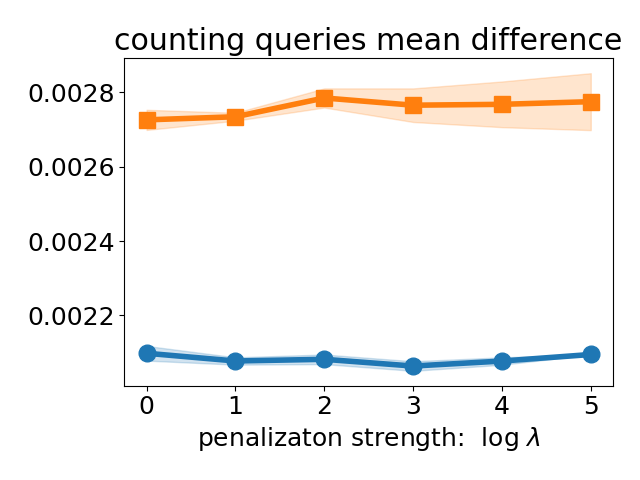 counting queries mean difference
0.0028
0.0026
0.0024
0.0022
0 1 2 3 4 5
penalizaton strength: log λ